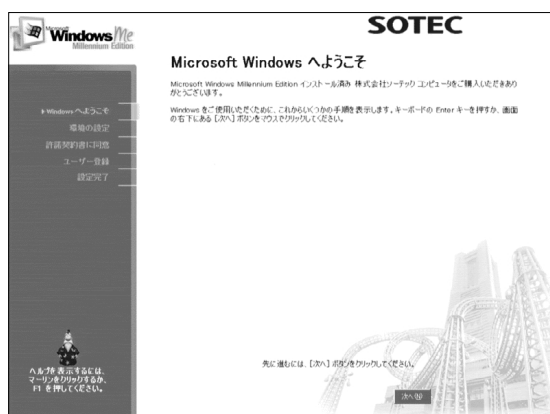 Microsoft
Windows Me
Millennium Edition
SOTEC
Microsoft Windows へようこそ
Microsoft Windows Millennium Edition インストール済み 株式会社ソーテック コンピュータをご購入いただきあり
がとうございます。
Windows をご使用いただくために、これからいくつかの手順を表示します。キーボードの Enter キーを押すか、画面
の右下にある [次へ] ボタンをマウスでクリックしてください。
Windows へようこそ
環境の設定
許諾契約書に同意
ユーザー登録
設定完了
ヘルプを表示するには、
マーリンをクリックするか、
F1 を押してください。
先に進むには、[次へ] ボタンをクリックしてください。
次へ(N)